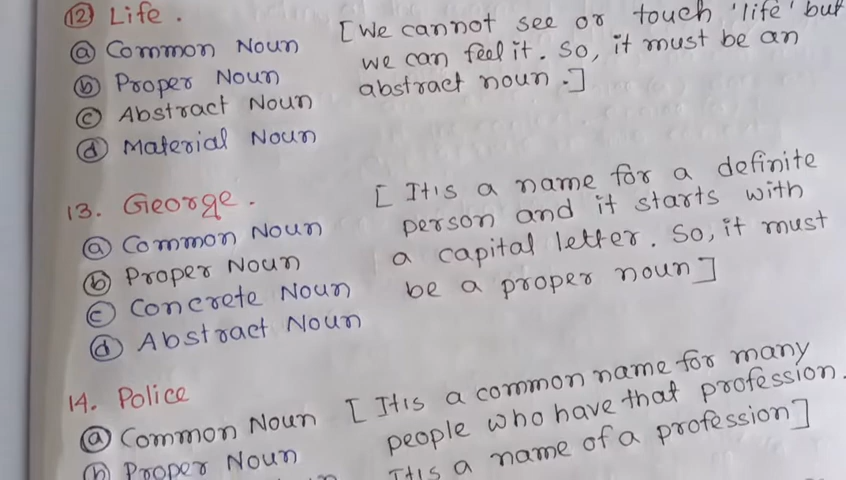 (12) Life.
[We cannot see or touch 'life' but
(a) Common Noun
we can feel it. So, it must be an
(b) Proper Noun
abstract noun.]
(c) Abstract Noun
(d) Material Noun
13. George.
[It is a name for a definite
(a) Common Noun
person and it starts with
(b) Proper Noun
a capital letter. So, it must
(c) Concrete Noun
be a proper noun]
(d) Abstract Noun
14. Police
[It is a common name for many
(a) Common Noun
people who have that profession.
(b) Proper Noun
It is a name of a profession]